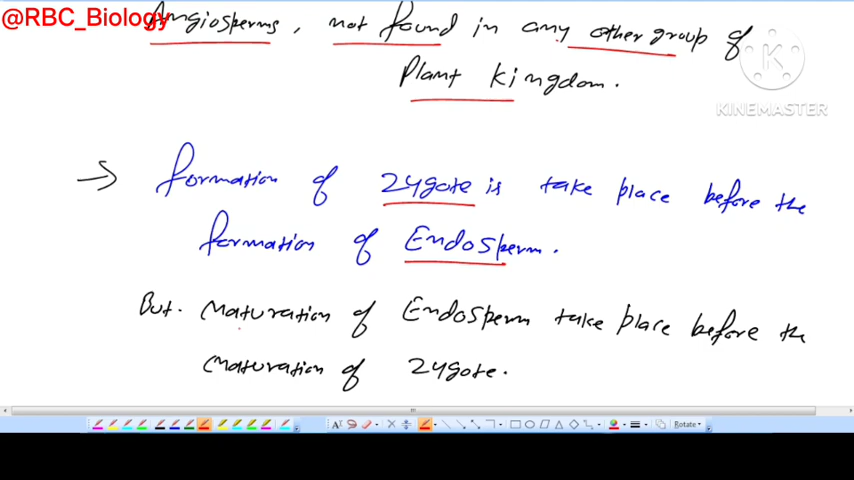 @RBC_Biology
Angiosperms, not found in any other group of
Plant Kingdom.
KINEMASTER
→ formation of zygote is take place before the
formation of Endosperm.
But. Maturation of Endosperm take place before the
Maturation of zygote.
Rotate